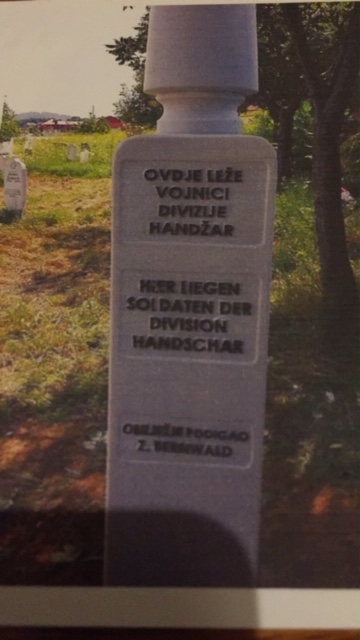 OVDJE LEŽE
VOJNICI
DIVIZIJE
HANDŽAR
HIER LIEGEN
SOLDATEN DER
DIVISION
HANDSCHAR
OBILJEŽJE PODIGAO
Z. BERNWALD